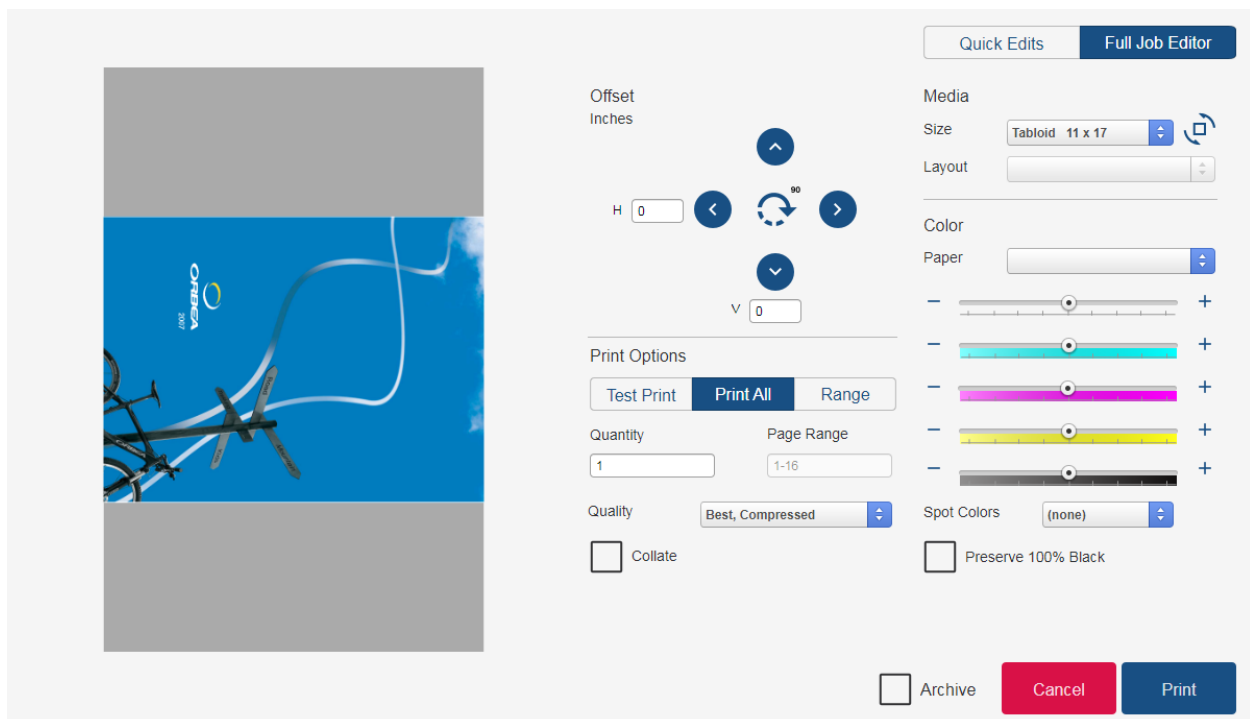 Quick Edits
Full Job Editor
ORBEA
2007
Offset
Inches
90
H 0
V 0
Print Options
Test Print
Print All
Range
Quantity
Page Range
1
1-16
Quality
Best, Compressed
Collate
Media
Size
Tabloid 11 x 17
Layout
Color
Paper
Spot Colors
(none)
Preserve 100% Black
Archive
Cancel
Print